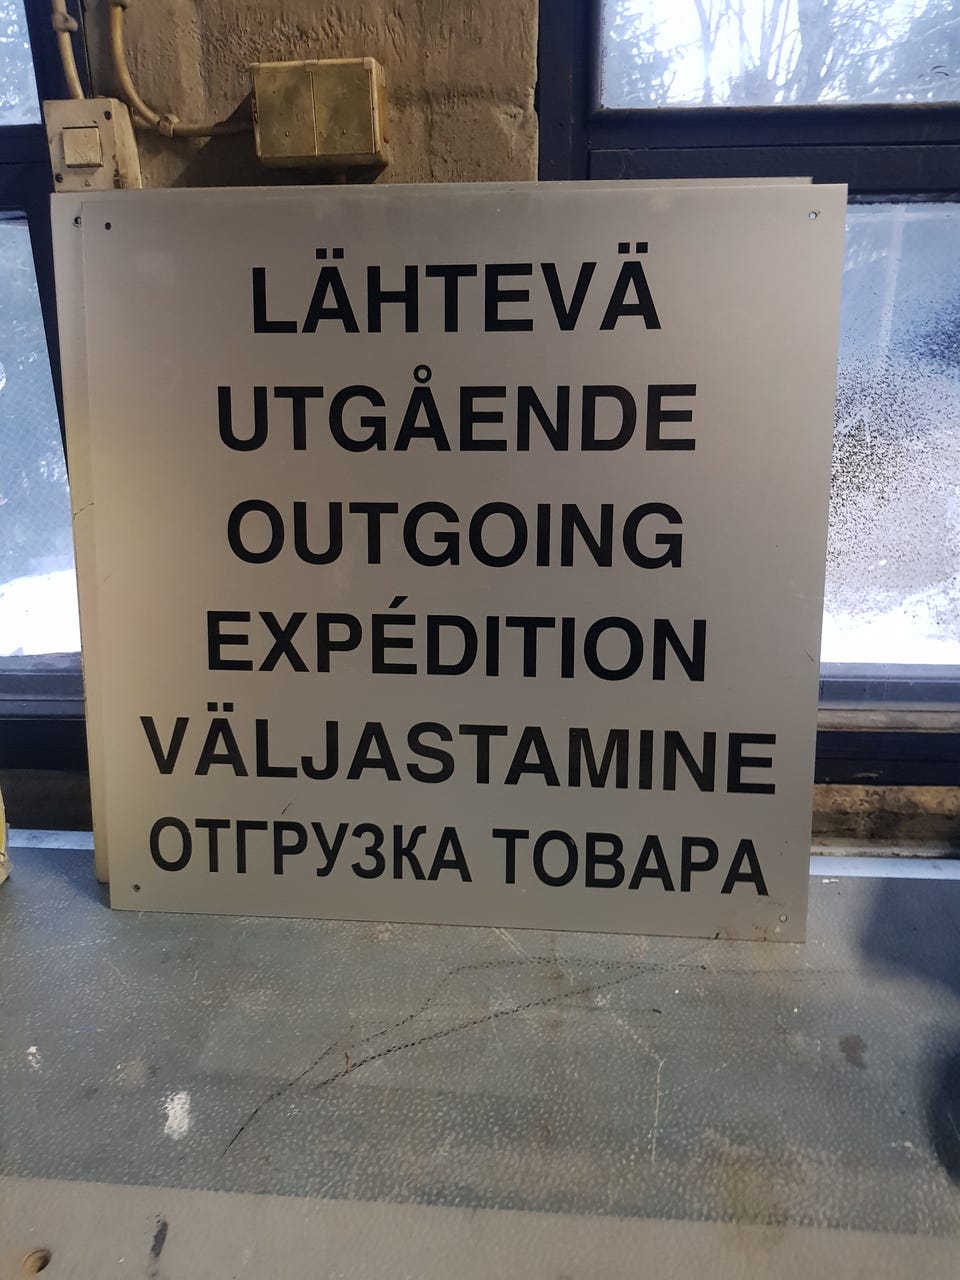 LÄHTEVÄ
UTGÅENDE
OUTGOING
EXPÉDITION
VÄLJASTAMINE
ОТГРУЗКА ТОВАРА